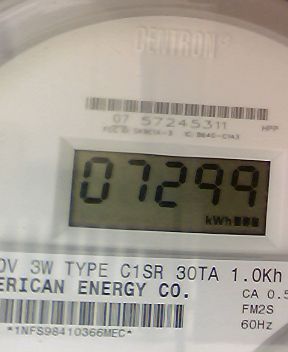 CENTRON®
07 57245311
HPP
07299
kWh
0V 3W TYPE C1SR 30TA 1.0Kh
ERICAN ENERGY CO.
CA 0.5
FM2S
60Hz
*1NFS98410366MEC*